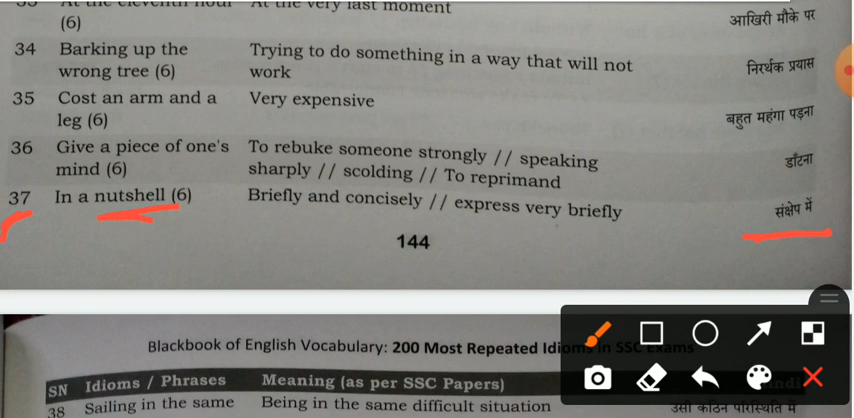 33 At the eleventh hour At the very last moment आखिरी मौके पर
(6)
34 Barking up the Trying to do something in a way that will not निरर्थक प्रयास
wrong tree (6) work
35 Cost an arm and a Very expensive बहुत महंगा पड़ना
leg (6)
36 Give a piece of one's To rebuke someone strongly // speaking डाँटना
mind (6) sharply // scolding // To reprimand
37 In a nutshell (6) Briefly and concisely // express very briefly संक्षेप में
144
Blackbook of English Vocabulary: 200 Most Repeated Idioms in SSC Exams
SN Idioms / Phrases Meaning (as per SSC Papers)
38 Sailing in the same Being in the same difficult situation उसी कठिन परिस्थिति में